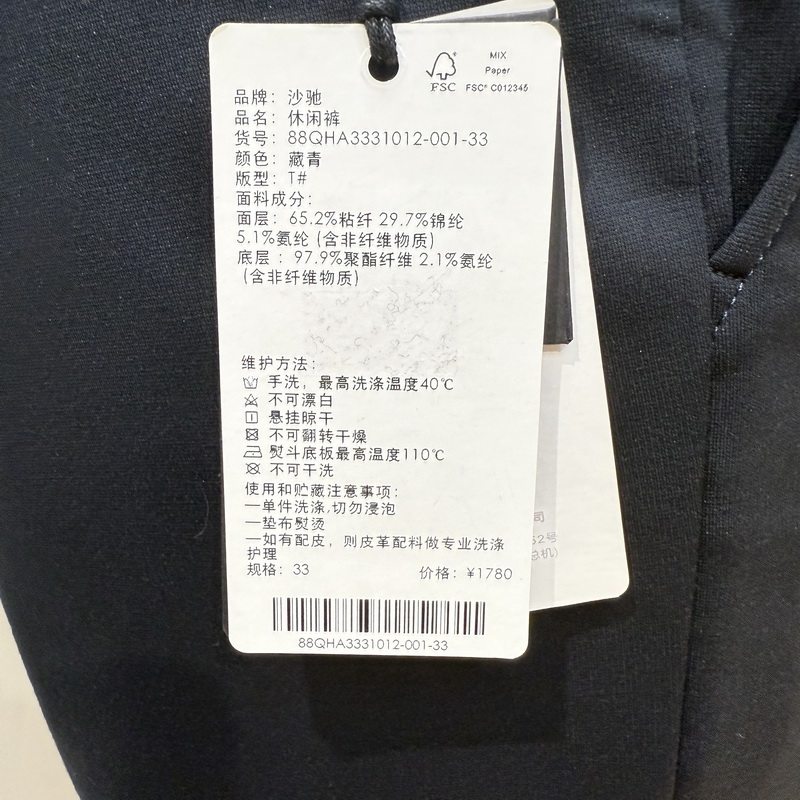 FSC
MIX
Paper
FSC® C012345
品牌：沙驰
品名：休闲裤
货号：88QHA3331012-001-33
颜色：藏青
版型：T#
面料成分：
面层：65.2%粘纤 29.7%锦纶
5.1%氨纶 (含非纤维物质)
底层：97.9%聚酯纤维 2.1%氨纶
(含非纤维物质)
维护方法：
手洗，最高洗涤温度40℃
不可漂白
悬挂晾干
不可翻转干燥
熨斗底板最高温度110℃
不可干洗
使用和贮藏注意事项：
一单件洗涤,切勿浸泡
一垫布熨烫
一如有配皮，则皮革配料做专业洗涤
护理
规格：33
价格：¥1780
88QHA3331012-001-33
司
52号
总机)